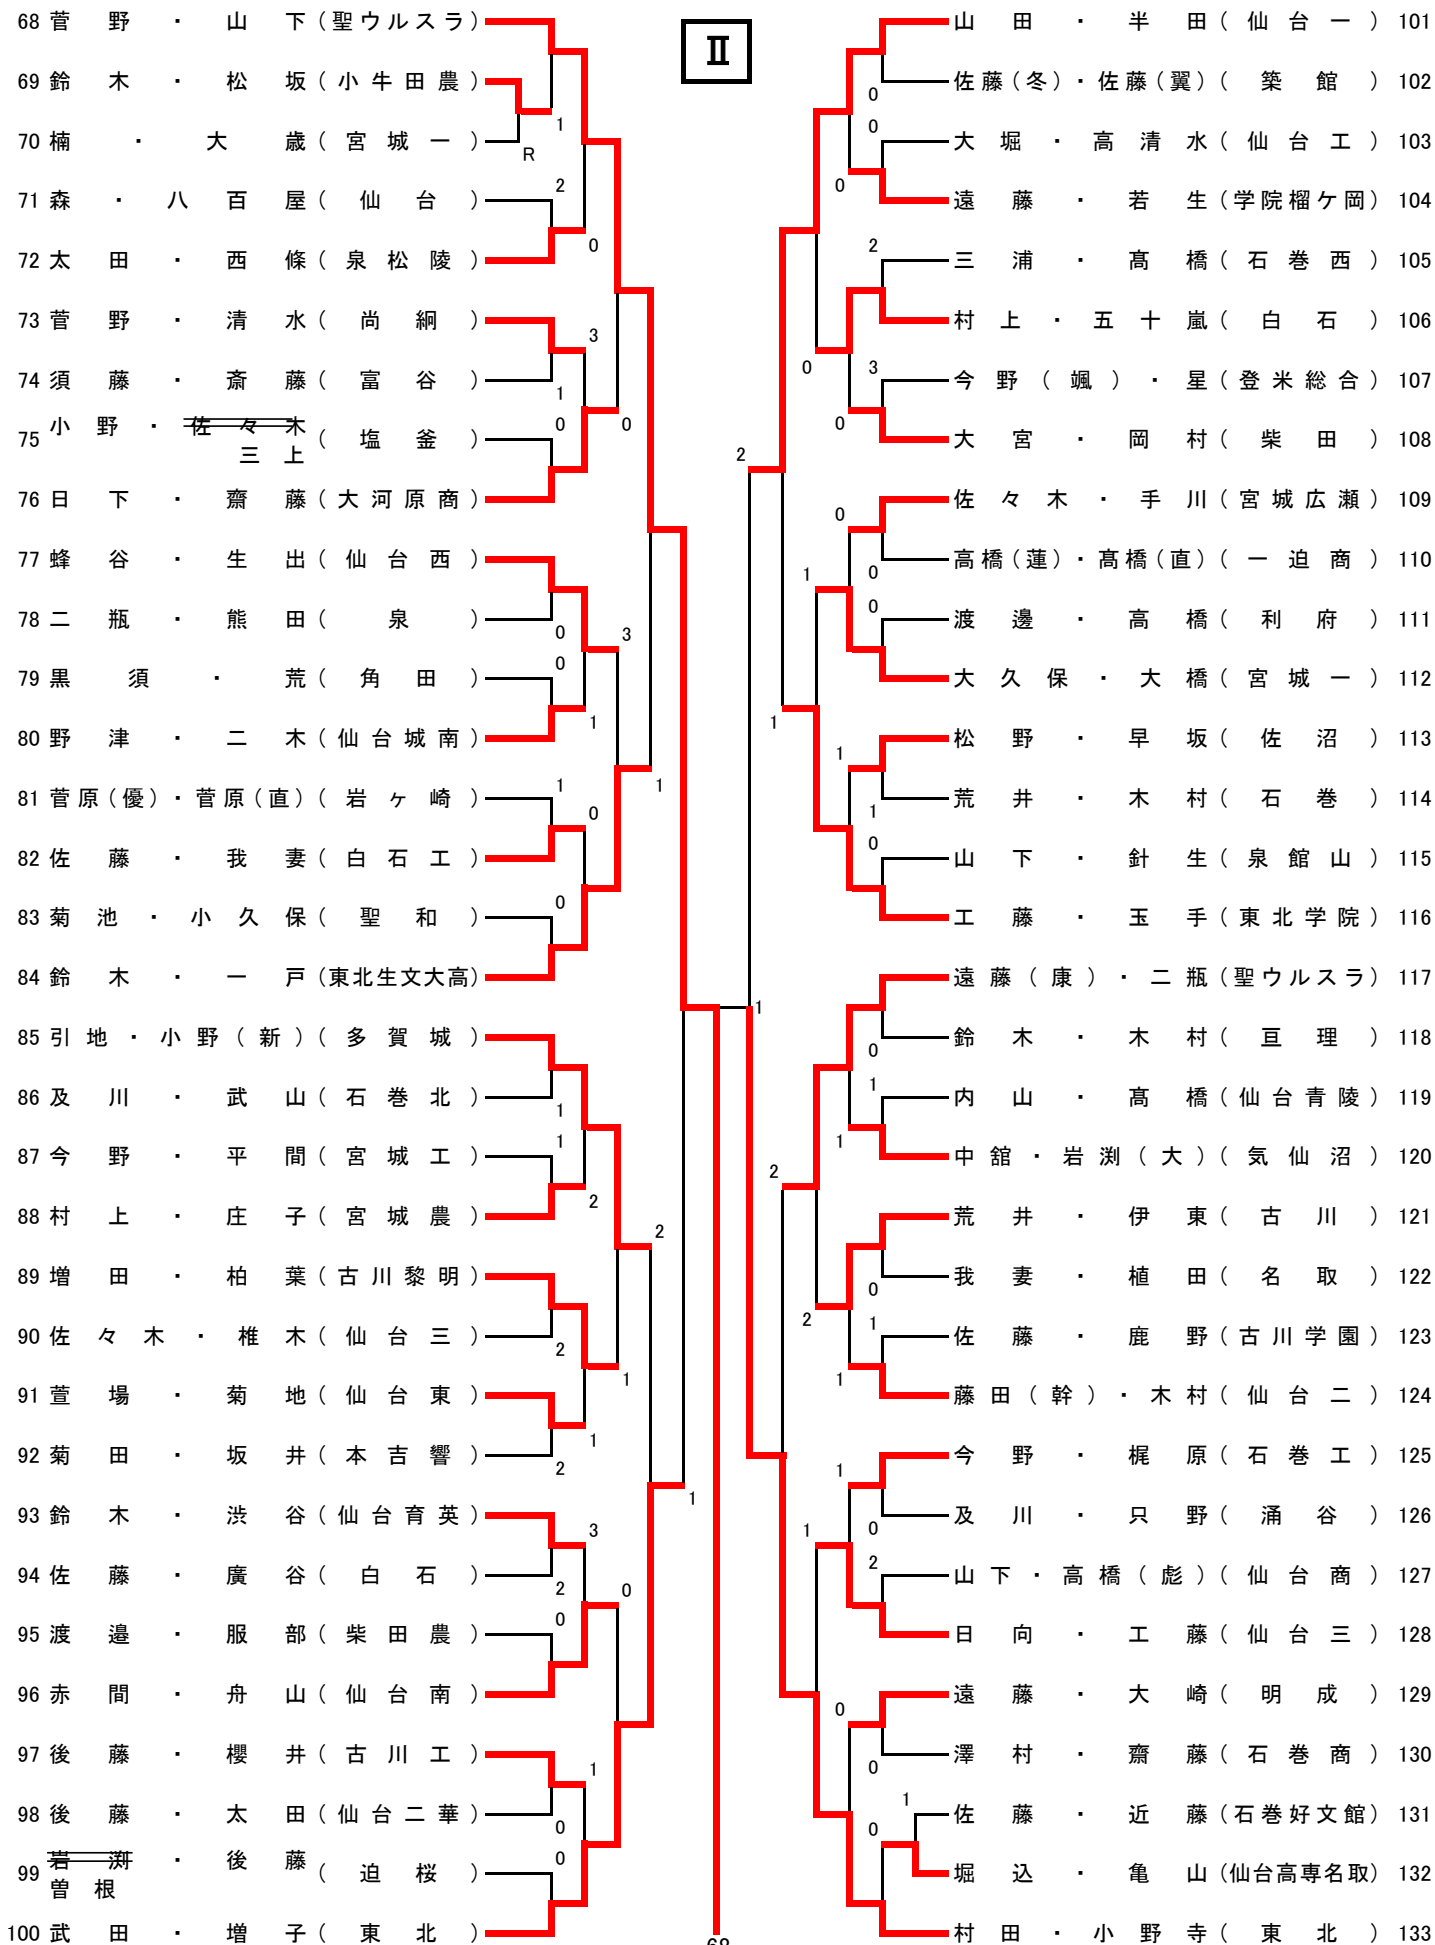 Ⅱ
68 菅野・山下(聖ウルスラ)
69 鈴木・松坂(小牛田農)
70 楠・大歳(宮城一)
71 森・八百屋(仙台)
72 太田・西條(泉松陵)
73 菅野・清水(尚絅)
74 須藤・斎藤(富谷)
75 小野・佐々木(塩釜)
三上
76 日下・齋藤(大河原商)
77 蜂谷・生出(仙台西)
78 二瓶・熊田(泉)
79 黒須・荒(角田)
80 野津・二木(仙台城南)
81 菅原(優)・菅原(直)(岩ヶ崎)
82 佐藤・我妻(白石工)
83 菊池・小久保(聖和)
84 鈴木・一戸(東北生文大高)
85 引地・小野(新)(多賀城)
86 及川・武山(石巻北)
87 今野・平間(宮城工)
88 村上・庄子(宮城農)
89 増田・柏葉(古川黎明)
90 佐々木・椎木(仙台三)
91 萱場・菊地(仙台東)
92 菊田・坂井(本吉響)
93 鈴木・渋谷(仙台育英)
94 佐藤・廣谷(白石)
95 渡邉・服部(柴田農)
96 赤間・舟山(仙台南)
97 後藤・櫻井(古川工)
98 後藤・太田(仙台二華)
99 岩渕・後藤(迫桜)
曽根
100 武田・増子(東北)
1
R
2
0
3
1
0
0
0
0
3
1
1
0
0
1
1
1
2
2
2
1
1
2
1
3
2
0
0
1
0
0
68
山田・半田(仙台一) 101
佐藤(冬)・佐藤(翼)(築館) 102
大堀・高清水(仙台工) 103
遠藤・若生(学院榴ケ岡) 104
三浦・髙橋(石巻西) 105
村上・五十嵐(白石) 106
今野(颯)・星(登米総合) 107
大宮・岡村(柴田) 108
佐々木・手川(宮城広瀬) 109
高橋(蓮)・髙橋(直)(一迫商) 110
渡邊・高橋(利府) 111
大久保・大橋(宮城一) 112
松野・早坂(佐沼) 113
荒井・木村(石巻) 114
山下・針生(泉館山) 115
工藤・玉手(東北学院) 116
遠藤(康)・二瓶(聖ウルスラ) 117
鈴木・木村(亘理) 118
内山・髙橋(仙台青陵) 119
中舘・岩渕(大)(気仙沼) 120
荒井・伊東(古川) 121
我妻・植田(名取) 122
佐藤・鹿野(古川学園) 123
藤田(幹)・木村(仙台二) 124
今野・梶原(石巻工) 125
及川・只野(涌谷) 126
山下・高橋(彪)(仙台商) 127
日向・工藤(仙台三) 128
遠藤・大崎(明成) 129
澤村・齋藤(石巻商) 130
佐藤・近藤(石巻好文館) 131
堀込・亀山(仙台高専名取) 132
村田・小野寺(東北) 133
0
0
0
2
0
3
0
2
0
1
0
0
1
1
1
0
1
0
1
1
2
0
2
1
1
1
0
1
2
0
0
1
0